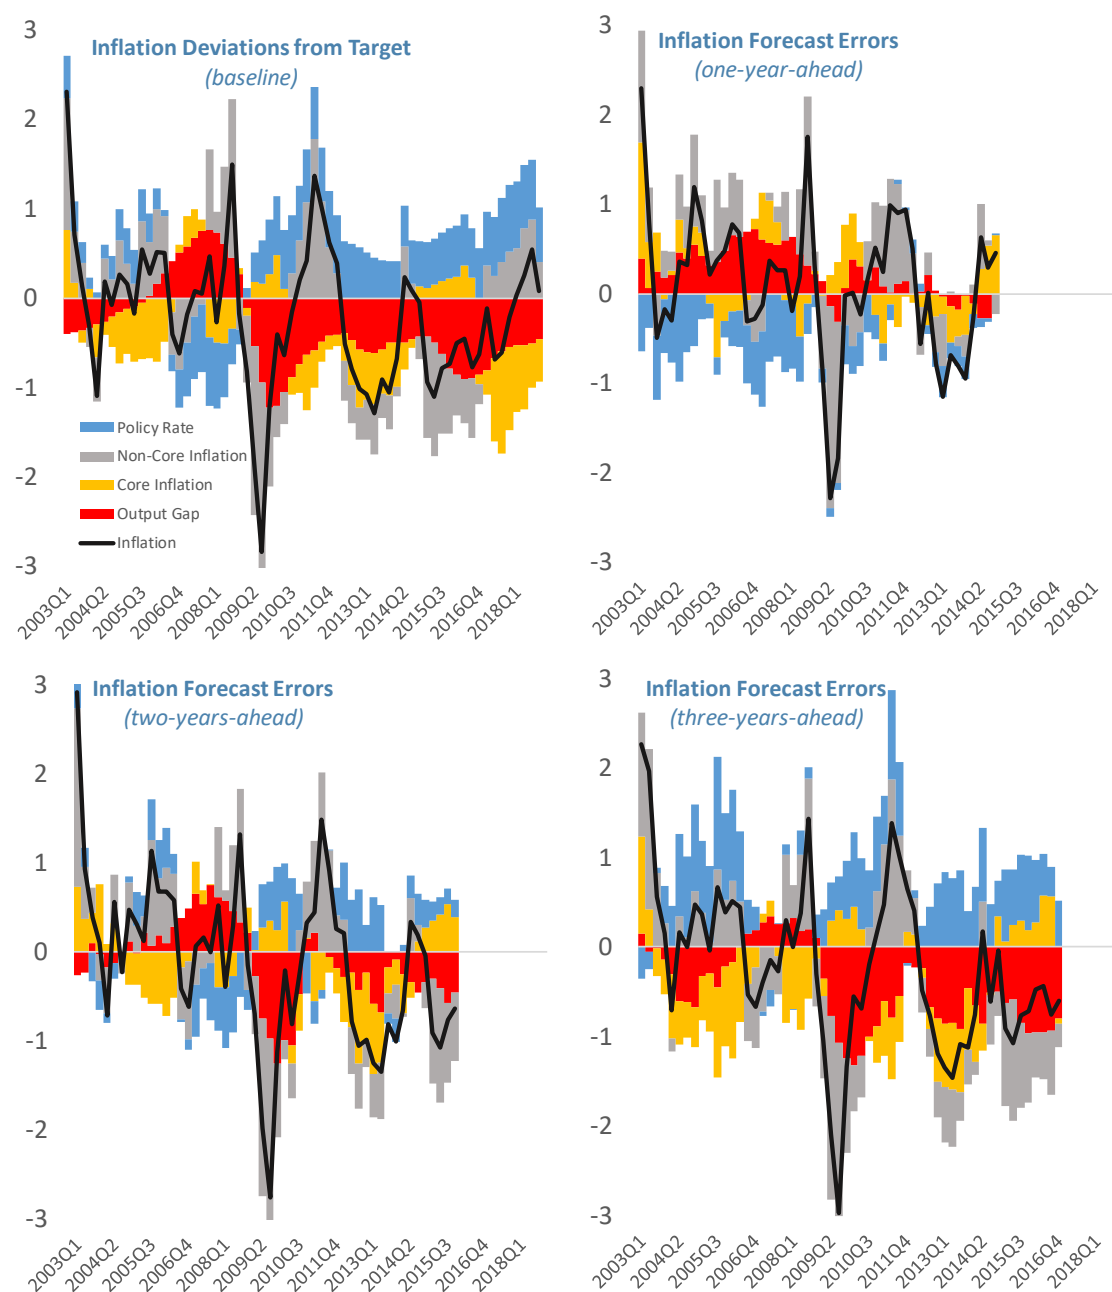 Inflation Deviations from Target
(baseline)
3
2
1
0
-1
-2
-3
Policy Rate
Non-Core Inflation
Core Inflation
Output Gap
Inflation
2003Q1
2004Q2
2005Q3
2006Q4
2008Q1
2009Q2
2010Q3
2011Q4
2013Q1
2014Q2
2015Q3
2016Q4
2018Q1
Inflation Forecast Errors
(one-year-ahead)
3
2
1
0
-1
-2
-3
2003Q1
2004Q2
2005Q3
2006Q4
2008Q1
2009Q2
2010Q3
2011Q4
2013Q1
2014Q2
2015Q3
2016Q4
2018Q1
Inflation Forecast Errors
(two-years-ahead)
3
2
1
0
-1
-2
-3
2003Q1
2004Q2
2005Q3
2006Q4
2008Q1
2009Q2
2010Q3
2011Q4
2013Q1
2014Q2
2015Q3
2016Q4
2018Q1
Inflation Forecast Errors
(three-years-ahead)
3
2
1
0
-1
-2
-3
2003Q1
2004Q2
2005Q3
2006Q4
2008Q1
2009Q2
2010Q3
2011Q4
2013Q1
2014Q2
2015Q3
2016Q4
2018Q1